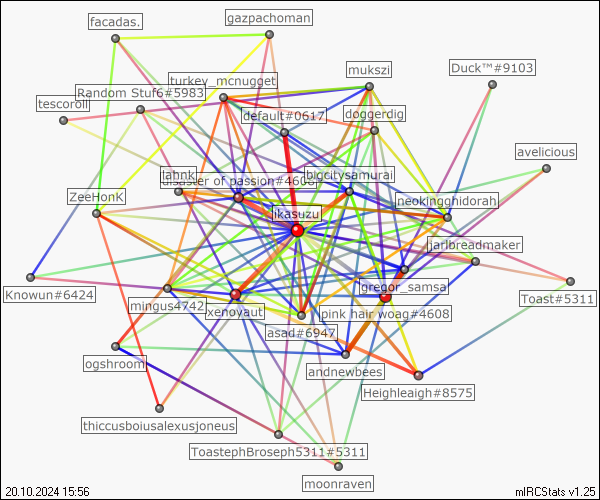 facadas.
gazpachoman
mukszi
Duck™#9103
turkey_mcnugget
Random Stuf6#5983
tescoroll
default#0617
doggerdig
avelicious
lahnk
bigcitysamurai
disaster of passion#4608
ZeeHonK
neokingghidorah
ikasuzu
jarlbreadmaker
gregor_samsa
Knowun#6424
mingus4742
xenoyaut
pink hair woag#4608
Toast#5311
asad#6947
ogshroom
andnewbees
Heighleaigh#8575
thiccusboiusalexusjoneus
ToastephBroseph5311#5311
moonraven
20.10.2024 15:56
mIRCStats v1.25